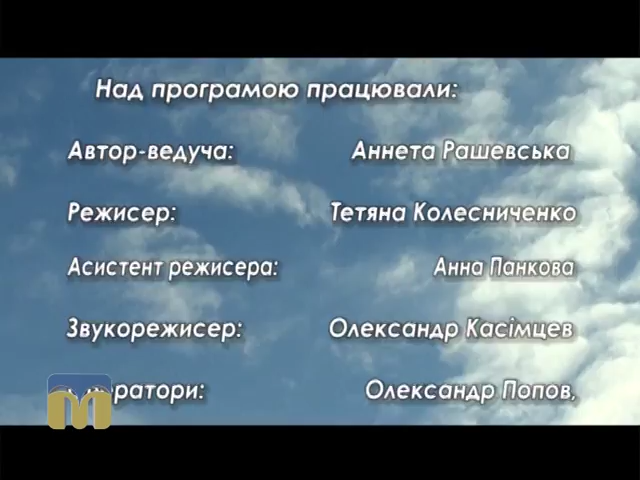 Над програмою працювали:
Автор-ведуча: Аннета Рашевська
Режисер: Тетяна Колесниченко
Асистент режисера: Анна Панкова
Звукорежисер: Олександр Касімцев
Олександр Попов,